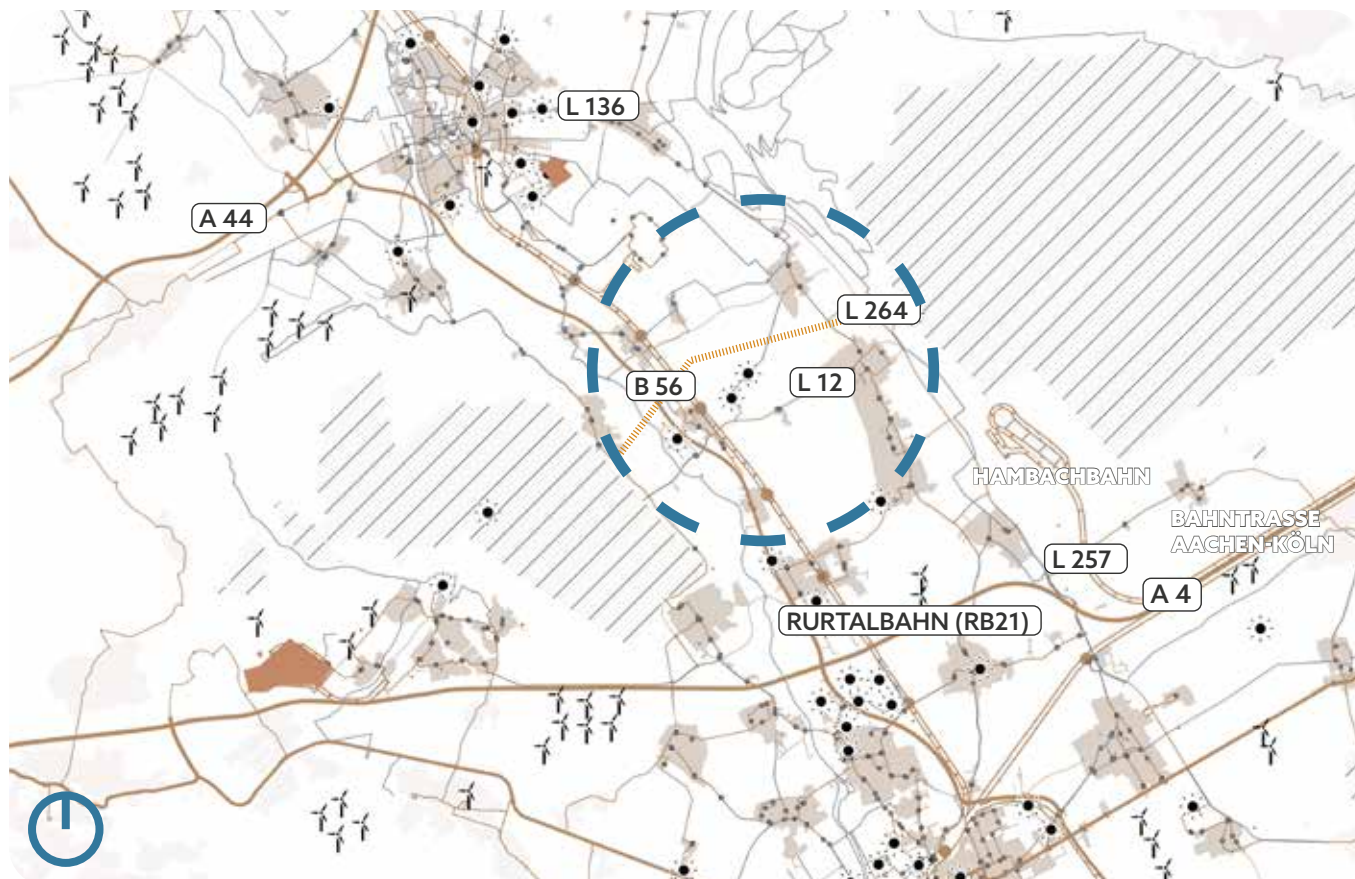 L 136
A 44
L 264
L 12
B 56
HAMBACHBAHN
BAHNTRASSE
AACHEN-KÖLN
L 257
A 4
RURTALBAHN (RB21)